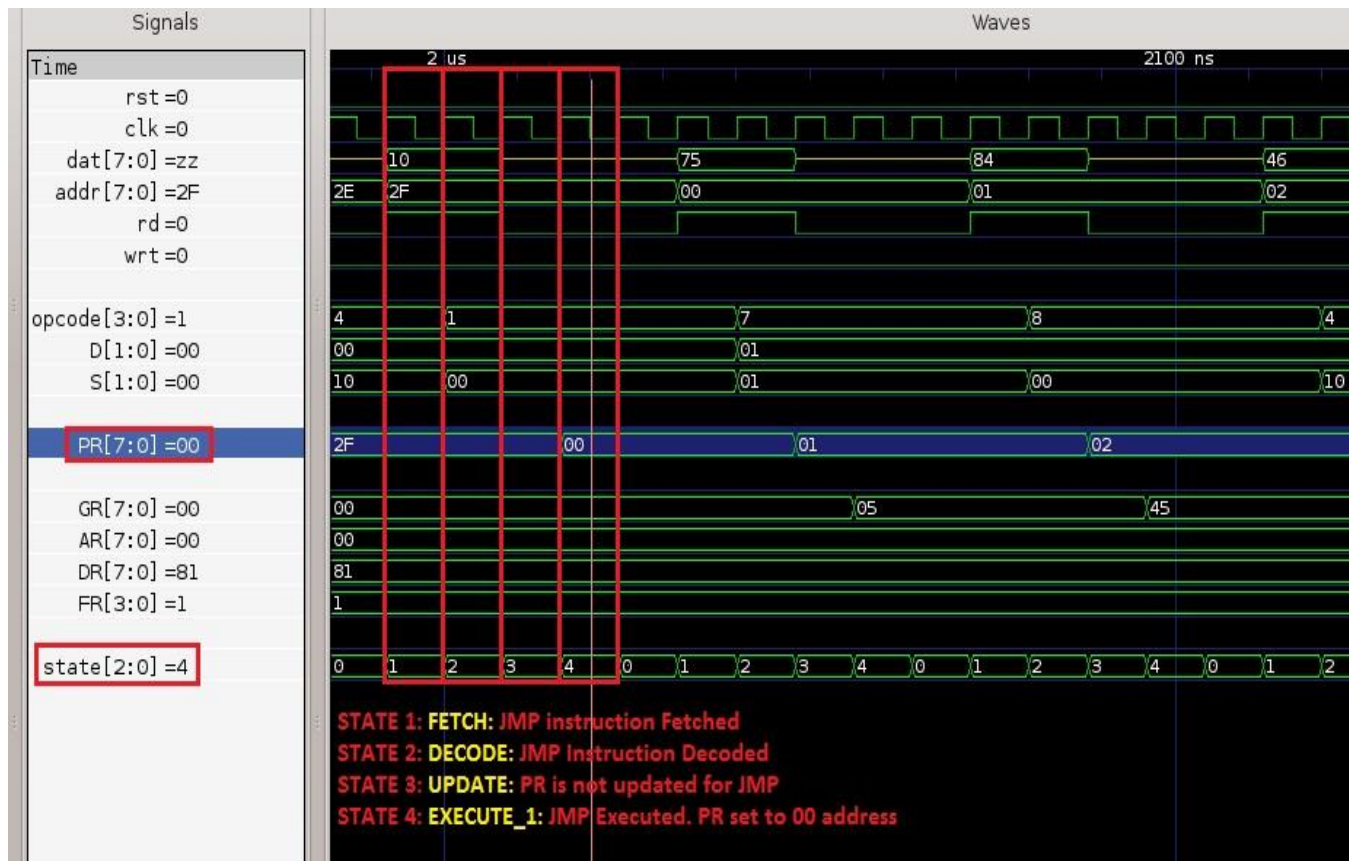 Signals
Waves
Time
2 us
2100 ns
rst=0
clk=0
dat[7:0]=zz
10 75 84 46
addr[7:0]=2F
2E 2F 00 01 02
rd=0
wrt=0
opcode[3:0]=1
4 1 7 8 4
D[1:0]=00
00 01
S[1:0]=00
10 00 01 00 10
PR[7:0]=00
2F 00 01 02
GR[7:0]=00
00 05 45
AR[7:0]=00
00
DR[7:0]=81
81
FR[3:0]=1
1
state[2:0]=4
0 1 2 3 4 0 1 2 3 4 0 1 2 3 4 0 1 2
STATE 1: FETCH: JMP instruction Fetched
STATE 2: DECODE: JMP Instruction Decoded
STATE 3: UPDATE: PR is not updated for JMP
STATE 4: EXECUTE_1: JMP Executed. PR set to 00 address